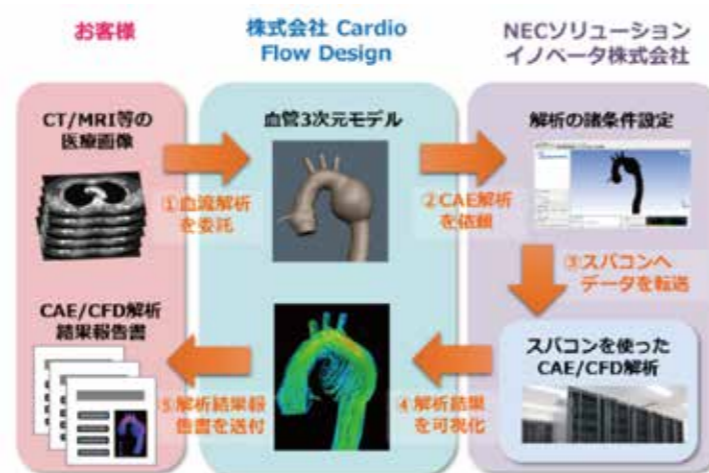 お客様
株式会社 Cardio
Flow Design
NECソリューション
イノベータ株式会社
CT/MRI等の
医療画像
血管3次元モデル
解析の諸条件設定
①血流解析
を委託
②CAE解析
を依頼
③スパコンへ
データを転送
CAE/CFD解析
結果報告書
スパコンを使った
CAE/CFD解析
⑤解析結果報
告書を送付
④解析結果
を可視化